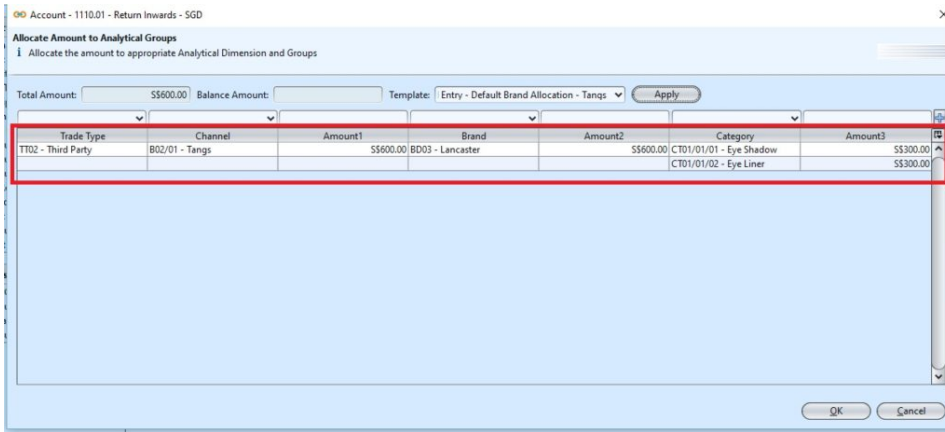 Account - 1110.01 - Return Inwards - SGD
Allocate Amount to Analytical Groups
i Allocate the amount to appropriate Analytical Dimension and Groups
Total Amount: S$600.00 Balance Amount: Template: Entry - Default Brand Allocation - Tangs Apply
Trade Type Channel Amount1 Brand Amount2 Category Amount3
TT02 - Third Party B02/01 - Tangs S$600.00 BD03 - Lancaster S$600.00 CT01/01/01 - Eye Shadow S$300.00
CT01/01/02 - Eye Liner S$300.00
OK Cancel